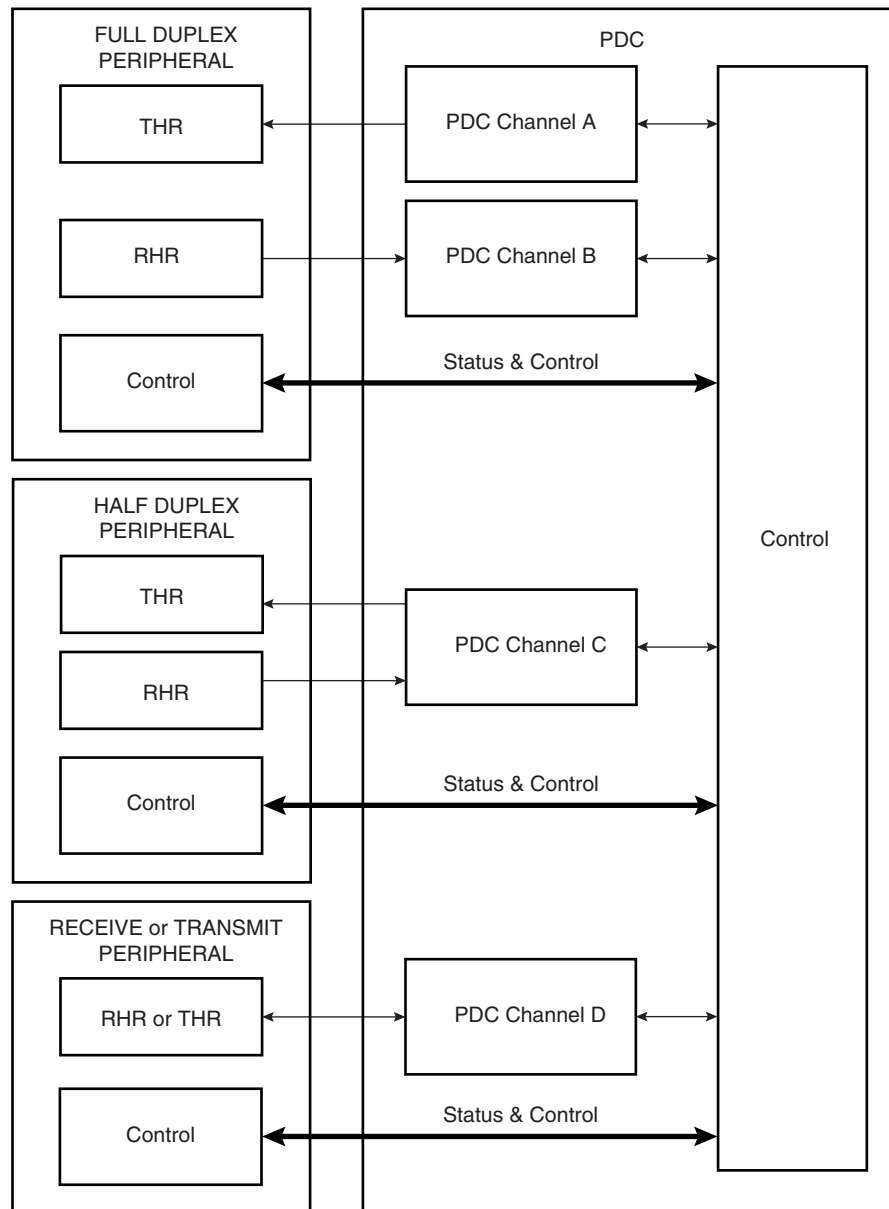 FULL DUPLEX
PERIPHERAL
PDC
THR
PDC Channel A
RHR
PDC Channel B
Control
Status & Control
HALF DUPLEX
PERIPHERAL
THR
Control
PDC Channel C
RHR
Control
Status & Control
RECEIVE or TRANSMIT
PERIPHERAL
RHR or THR
PDC Channel D
Control
Status & Control